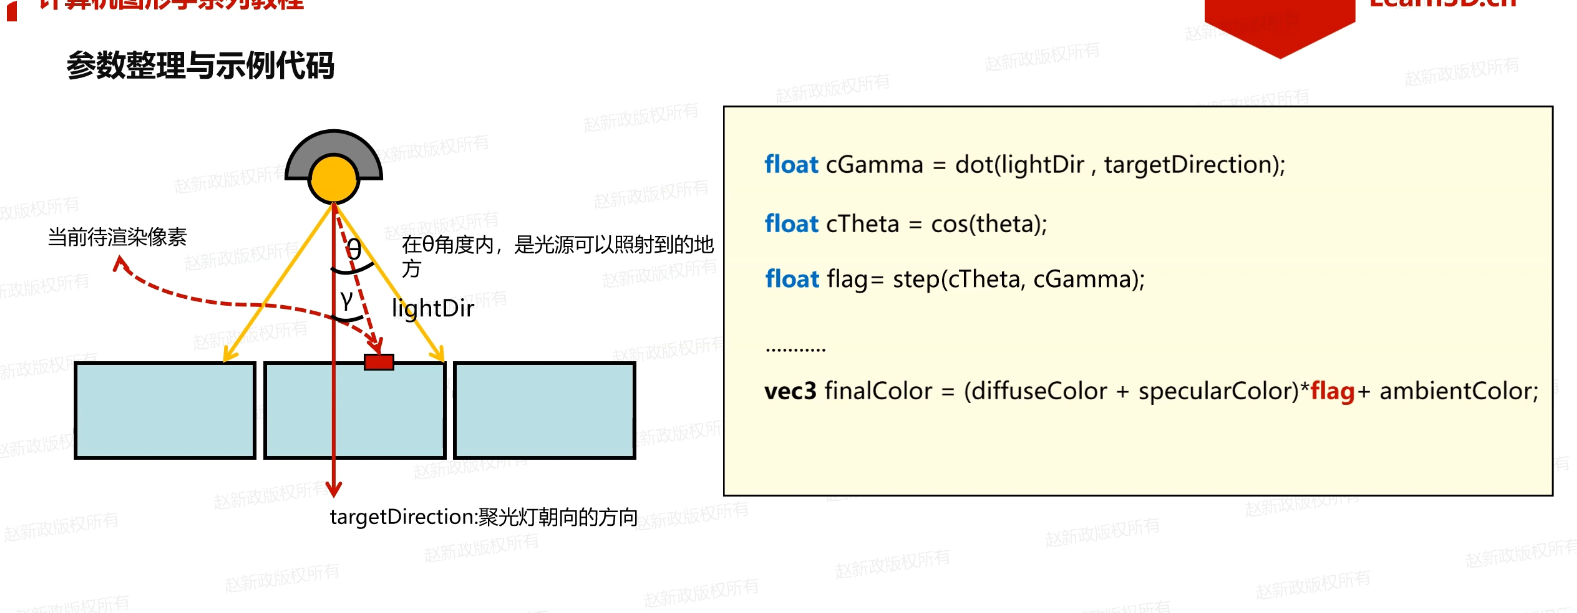 计算机图形学系列教程
Learn3D.cn
参数整理与示例代码
当前待渲染像素
θ
在θ角度内，是光源可以照射到的地
方
γ
lightDir
targetDirection:聚光灯朝向的方向
float cGamma = dot(lightDir , targetDirection);
float cTheta = cos(theta);
float flag= step(cTheta, cGamma);
...........
vec3 finalColor = (diffuseColor + specularColor)*flag+ ambientColor;
赵新政版权所有